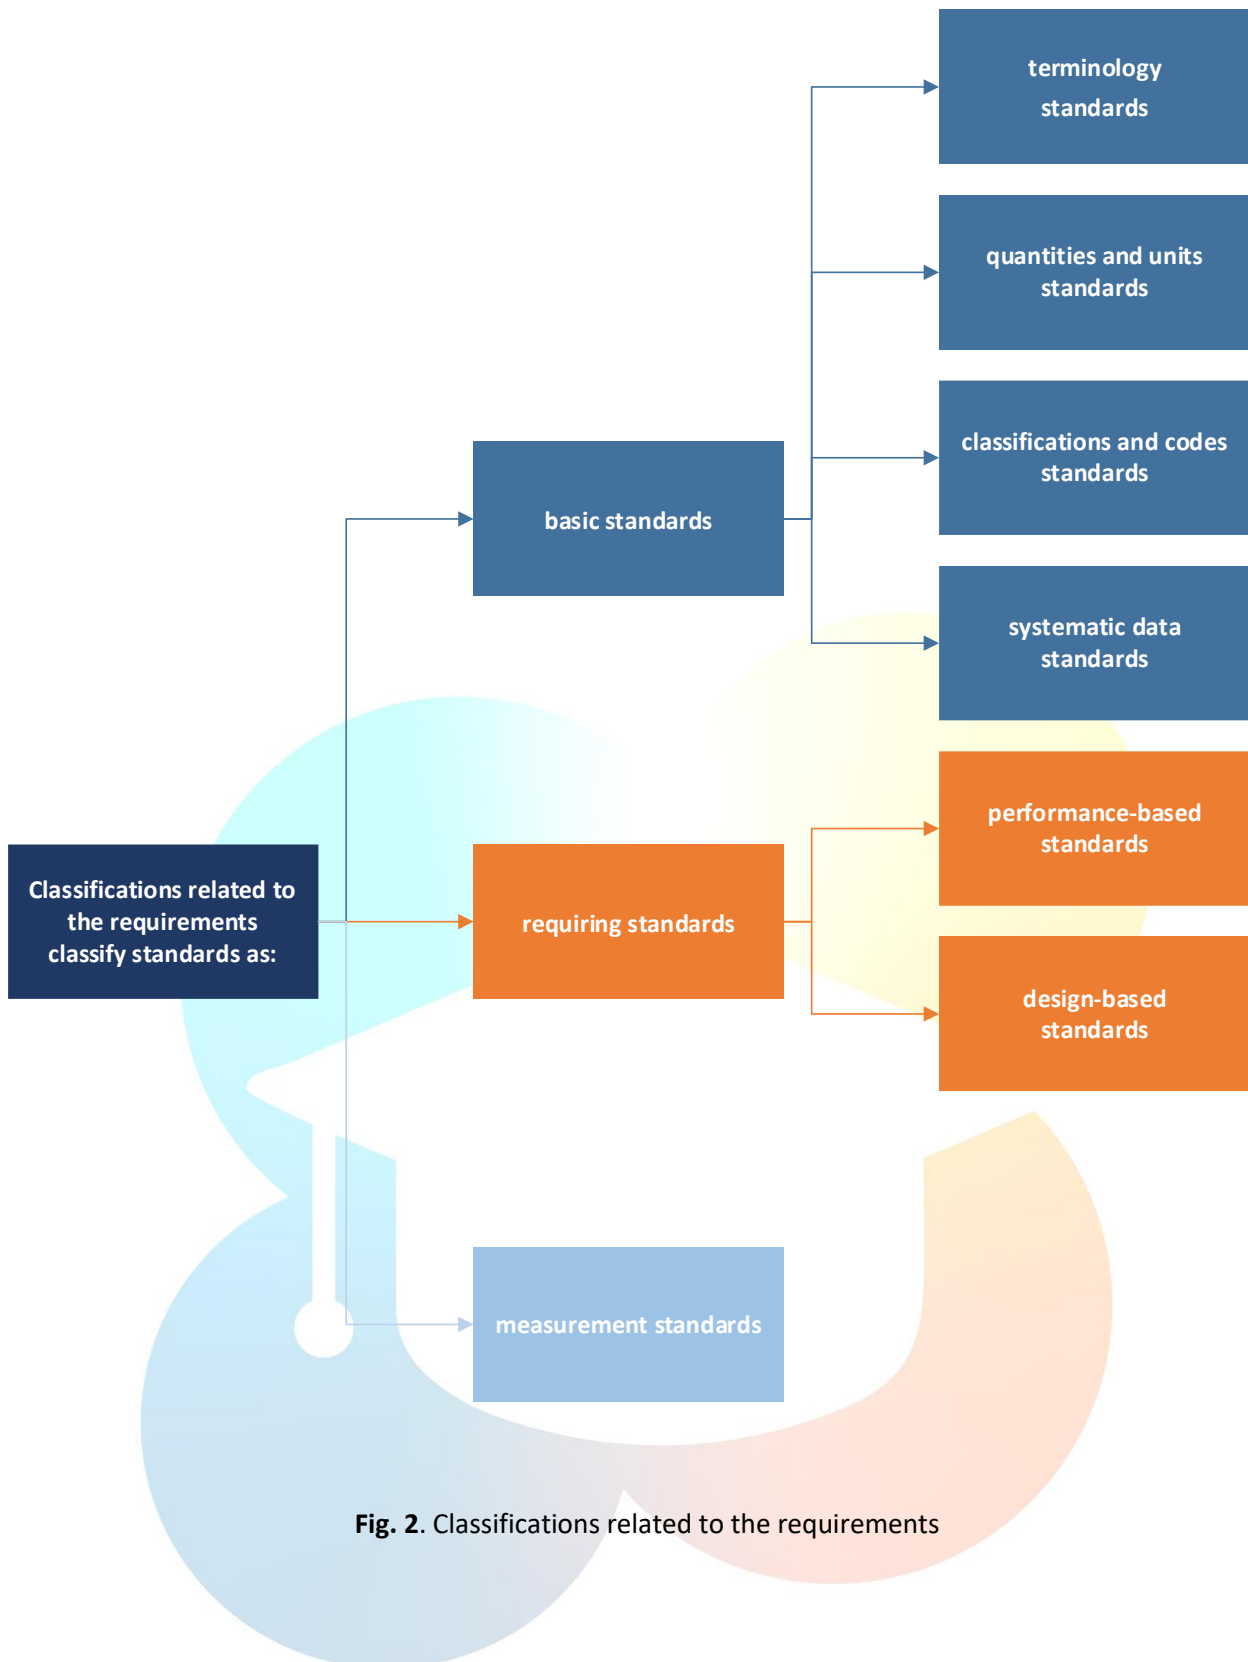 terminology
standards
quantities and units
standards
classifications and codes
standards
basic standards
systematic data
standards
performance-based
standards
Classifications related to
the requirements
classify standards as:
requiring standards
design-based
standards
measurement standards
Fig. 2. Classifications related to the requirements